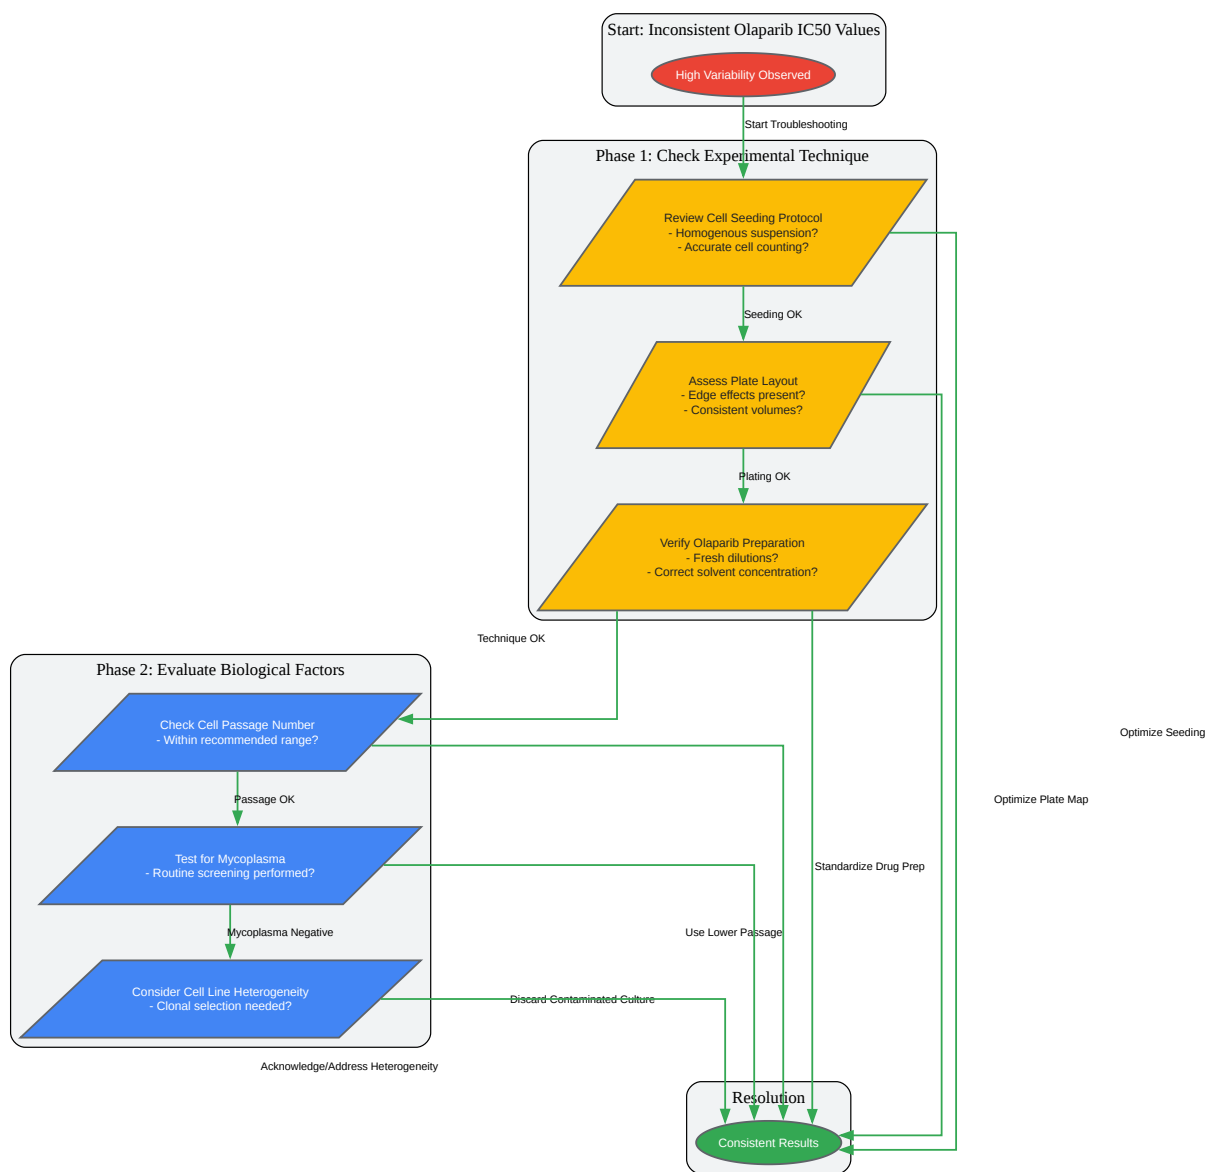 Start: Inconsistent Olaparib IC50 Values
High Variability Observed
Start Troubleshooting
Phase 1: Check Experimental Technique
Review Cell Seeding Protocol
- Homogenous suspension?
- Accurate cell counting?
Seeding OK
Assess Plate Layout
- Edge effects present?
- Consistent volumes?
Plating OK
Verify Olaparib Preparation
- Fresh dilutions?
- Correct solvent concentration?
Technique OK
Phase 2: Evaluate Biological Factors
Check Cell Passage Number
- Within recommended range?
Optimize Seeding
Passage OK
Optimize Plate Map
Test for Mycoplasma
- Routine screening performed?
Standardize Drug Prep
Mycoplasma Negative
Use Lower Passage
Consider Cell Line Heterogeneity
- Clonal selection needed?
Discard Contaminated Culture
Acknowledge/Address Heterogeneity
Resolution
Consistent Results